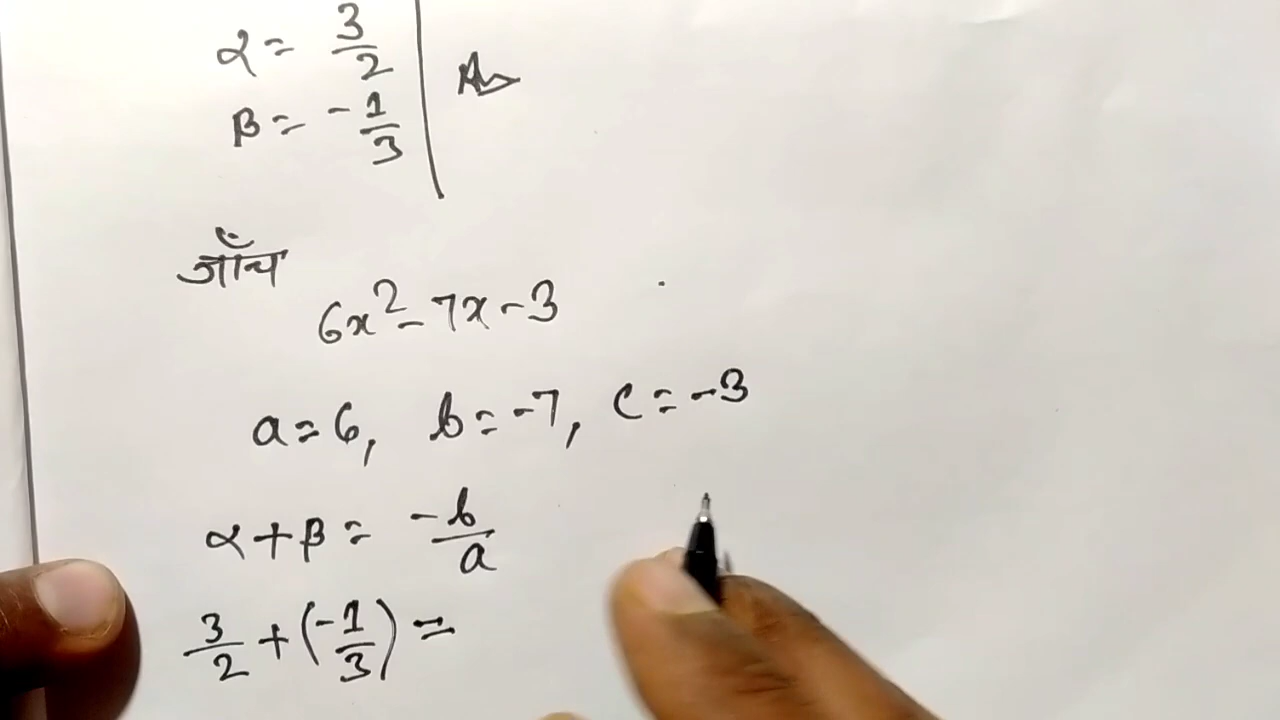 α = 3/2
β = -1/3
Ans
जाँच
6x² - 7x - 3
a = 6, b = -7, c = -3
α + β = -b/a
3/2 + (-1/3) =